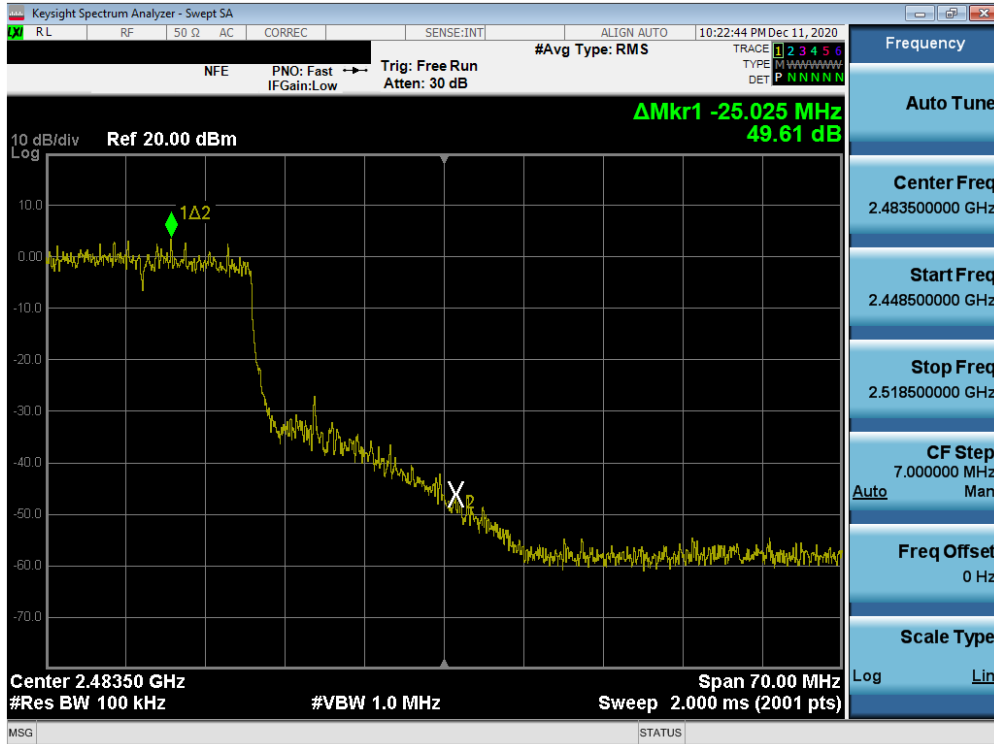 Keysight Spectrum Analyzer - Swept SA
LXI RL RF 50 Ω AC CORREC SENSE:INT ALIGN AUTO 10:22:44 PM Dec 11, 2020
NFE PNO: Fast IFGain:Low
Trig: Free Run
Atten: 30 dB
#Avg Type: RMS
TRACE 1 2 3 4 5 6
TYPE M WWWWW
DET P N N N N N
ΔMkr1 -25.025 MHz
49.61 dB
10 dB/div Ref 20.00 dBm
Log
10.0
0.00
-10.0
-20.0
-30.0
-40.0
-50.0
-60.0
-70.0
1Δ2
X2
Center 2.48350 GHz Span 70.00 MHz
#Res BW 100 kHz #VBW 1.0 MHz Sweep 2.000 ms (2001 pts)
MSG STATUS
Frequency
Auto Tune
Center Freq
2.483500000 GHz
Start Freq
2.448500000 GHz
Stop Freq
2.518500000 GHz
CF Step
7.000000 MHz
Auto Man
Freq Offset
0 Hz
Scale Type
Log Lin